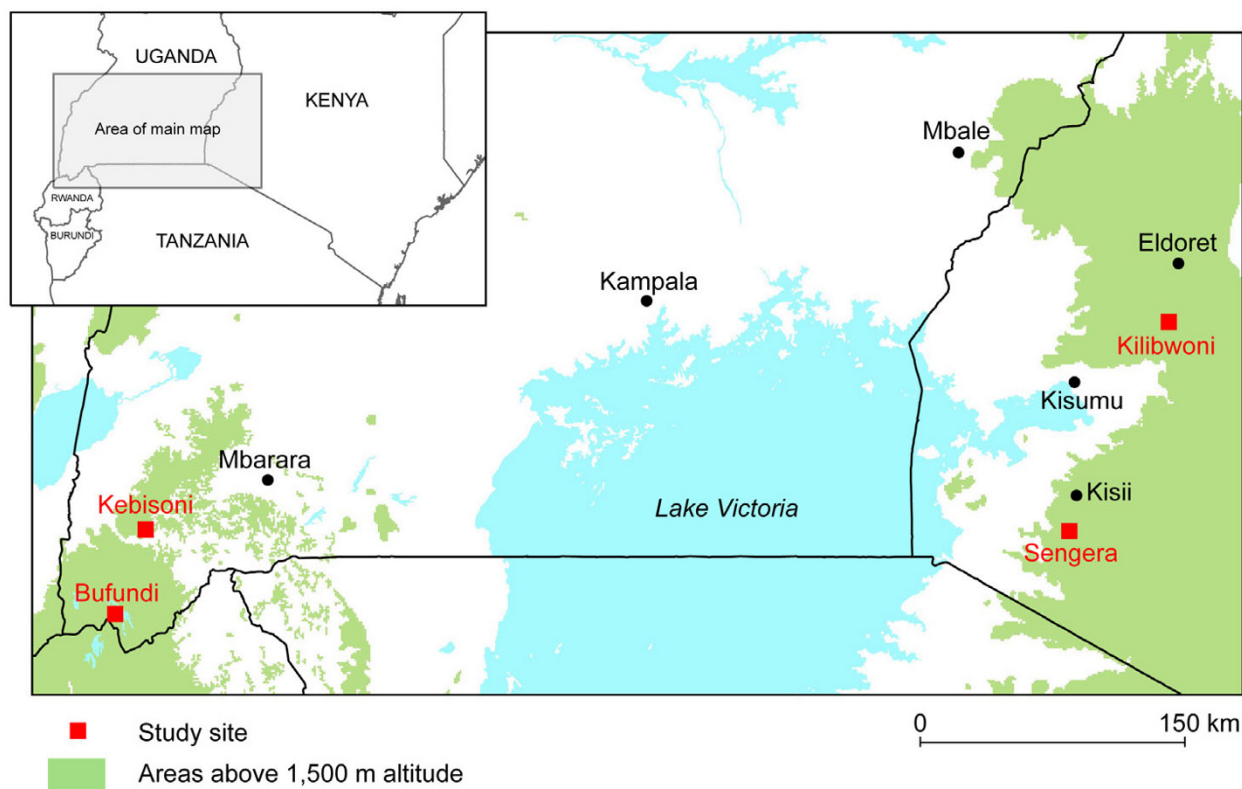 UGANDA
KENYA
Area of main map
RWANDA
BURUNDI
TANZANIA
Mbale
Eldoret
Kampala
Kilibwoni
Kisumu
Mbarara
Kebisoni
Lake Victoria
Kisii
Sengera
Bufundi
0 150 km
Study site
Areas above 1,500 m altitude